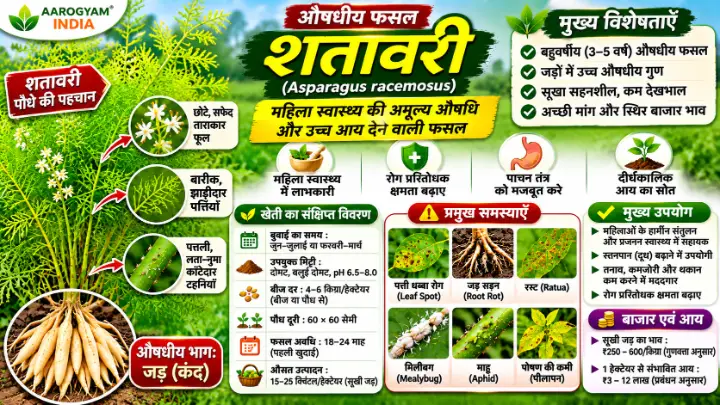 AAROGYAM®
INDIA
शतावरी
पौधे की पहचान
छोटे, सफेद
ताराकार
फूल
बारीक,
झाड़ीदार
पत्तियाँ
पत्तली,
लता-नुमा
कांटेदार
टहनियाँ
औषधीय भाग:
जड़ (कंद)
औषधीय फसल
शतावरी
(Asparagus racemosus)
महिला स्वास्थ्य की अमूल्य औषधि
और उच्च आय देने वाली फसल
मुख्य विशेषताएँ
बहुवर्षीय (3–5 वर्ष) औषधीय फसल
जड़ों में उच्च औषधीय गुण
सूखा सहनशील, कम देखभाल
अच्छी मांग और स्थिर बाजार भाव
महिला स्वास्थ्य
में लाभकारी
रोग प्रतिरोधक
क्षमता बढ़ाए
पाचन तंत्र
को मजबूत करे
दीर्घकालिक
आय का स्रोत
खेती का संक्षिप्त विवरण
बुवाई का समय :
जून-जुलाई या फरवरी-मार्च
उपयुक्त मिट्टी :
दोमट, बलुई दोमट, pH 6.5–8.0
बीज दर : 4–6 किग्रा/हेक्टेयर
(बीज या पौध से)
पौध दूरी : 60 × 60 सेमी
फसल अवधि : 18–24 माह
(पहली खुदाई)
औसत उत्पादन :
15–25 क्विंटल/हेक्टेयर (सूखी जड़)
प्रमुख समस्याएँ
पत्ती धब्बा रोग
(Leaf Spot)
जड़ सड़न
(Root Rot)
रस्ट (Ratua)
मिलीबग
(Mealybug)
माहू
(Aphid)
पोषण की कमी
(पीलापन)
मुख्य उपयोग
महिलाओं के हार्मोन संतुलन
और प्रजनन स्वास्थ्य में सहायक
स्तनपान (दूध) बढ़ाने में उपयोगी
तनाव, कमजोरी और थकान
कम करने में मददगार
रोग प्रतिरोधक क्षमता बढ़ाए
बाजार एवं आय
सूखी जड़ का भाव :
₹250 – 600/किग्रा (गुणवत्ता अनुसार)
1 हेक्टेयर से संभावित आय :
₹3 – 12 लाख (प्रबंधन अनुसार)